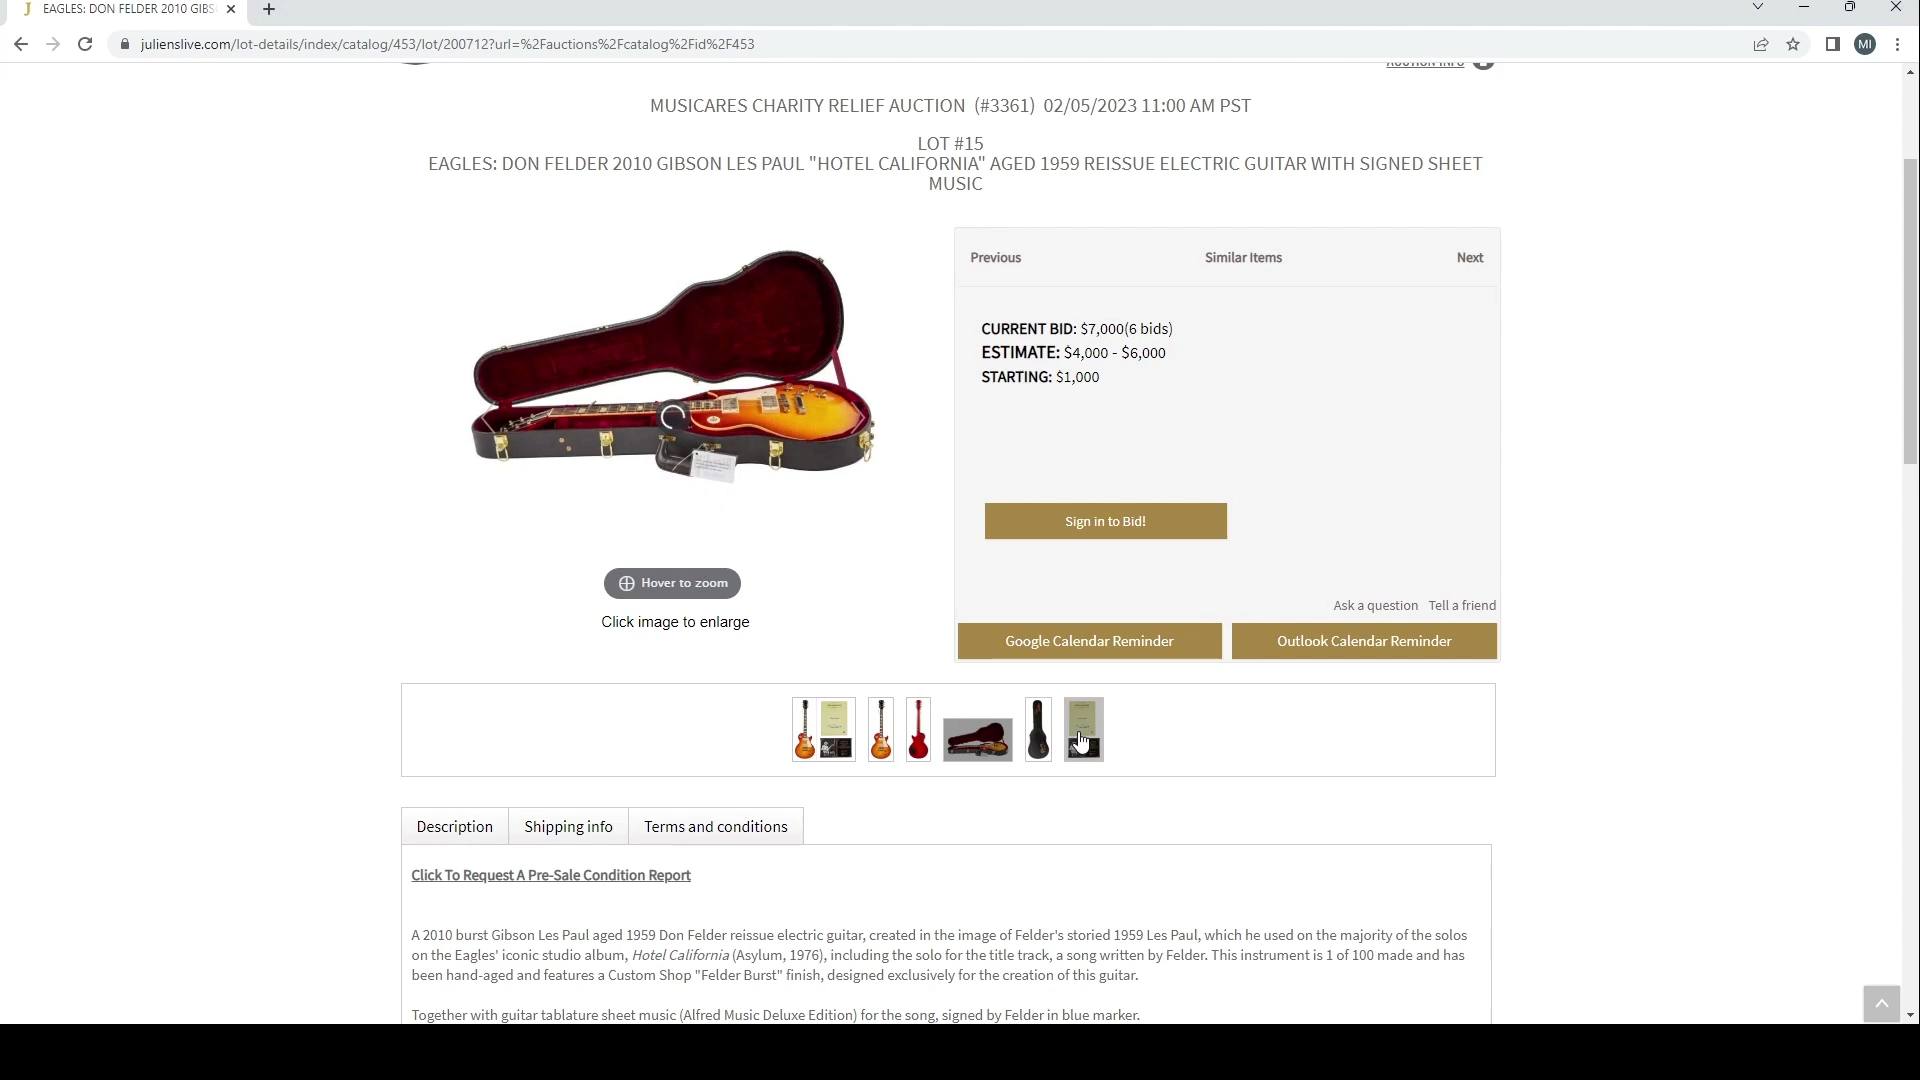 EAGLES: DON FELDER 2010 GIBS
julienslive.com/lot-details/index/catalog/453/lot/200712?url=%2Fauctions%2Fcatalog%2Fid%2F453
MI
AUCTION INFO
MUSICARES CHARITY RELIEF AUCTION (#3361) 02/05/2023 11:00 AM PST
LOT #15
EAGLES: DON FELDER 2010 GIBSON LES PAUL "HOTEL CALIFORNIA" AGED 1959 REISSUE ELECTRIC GUITAR WITH SIGNED SHEET
MUSIC
Previous
Similar Items
Next
CURRENT BID: $7,000(6 bids)
ESTIMATE: $4,000 - $6,000
STARTING: $1,000
Sign in to Bid!
Hover to zoom
Click image to enlarge
Ask a question Tell a friend
Google Calendar Reminder
Outlook Calendar Reminder
Description
Shipping info
Terms and conditions
Click To Request A Pre-Sale Condition Report
A 2010 burst Gibson Les Paul aged 1959 Don Felder reissue electric guitar, created in the image of Felder's storied 1959 Les Paul, which he used on the majority of the solos
on the Eagles' iconic studio album, Hotel California (Asylum, 1976), including the solo for the title track, a song written by Felder. This instrument is 1 of 100 made and has
been hand-aged and features a Custom Shop "Felder Burst" finish, designed exclusively for the creation of this guitar.
Together with guitar tablature sheet music (Alfred Music Deluxe Edition) for the song, signed by Felder in blue marker.